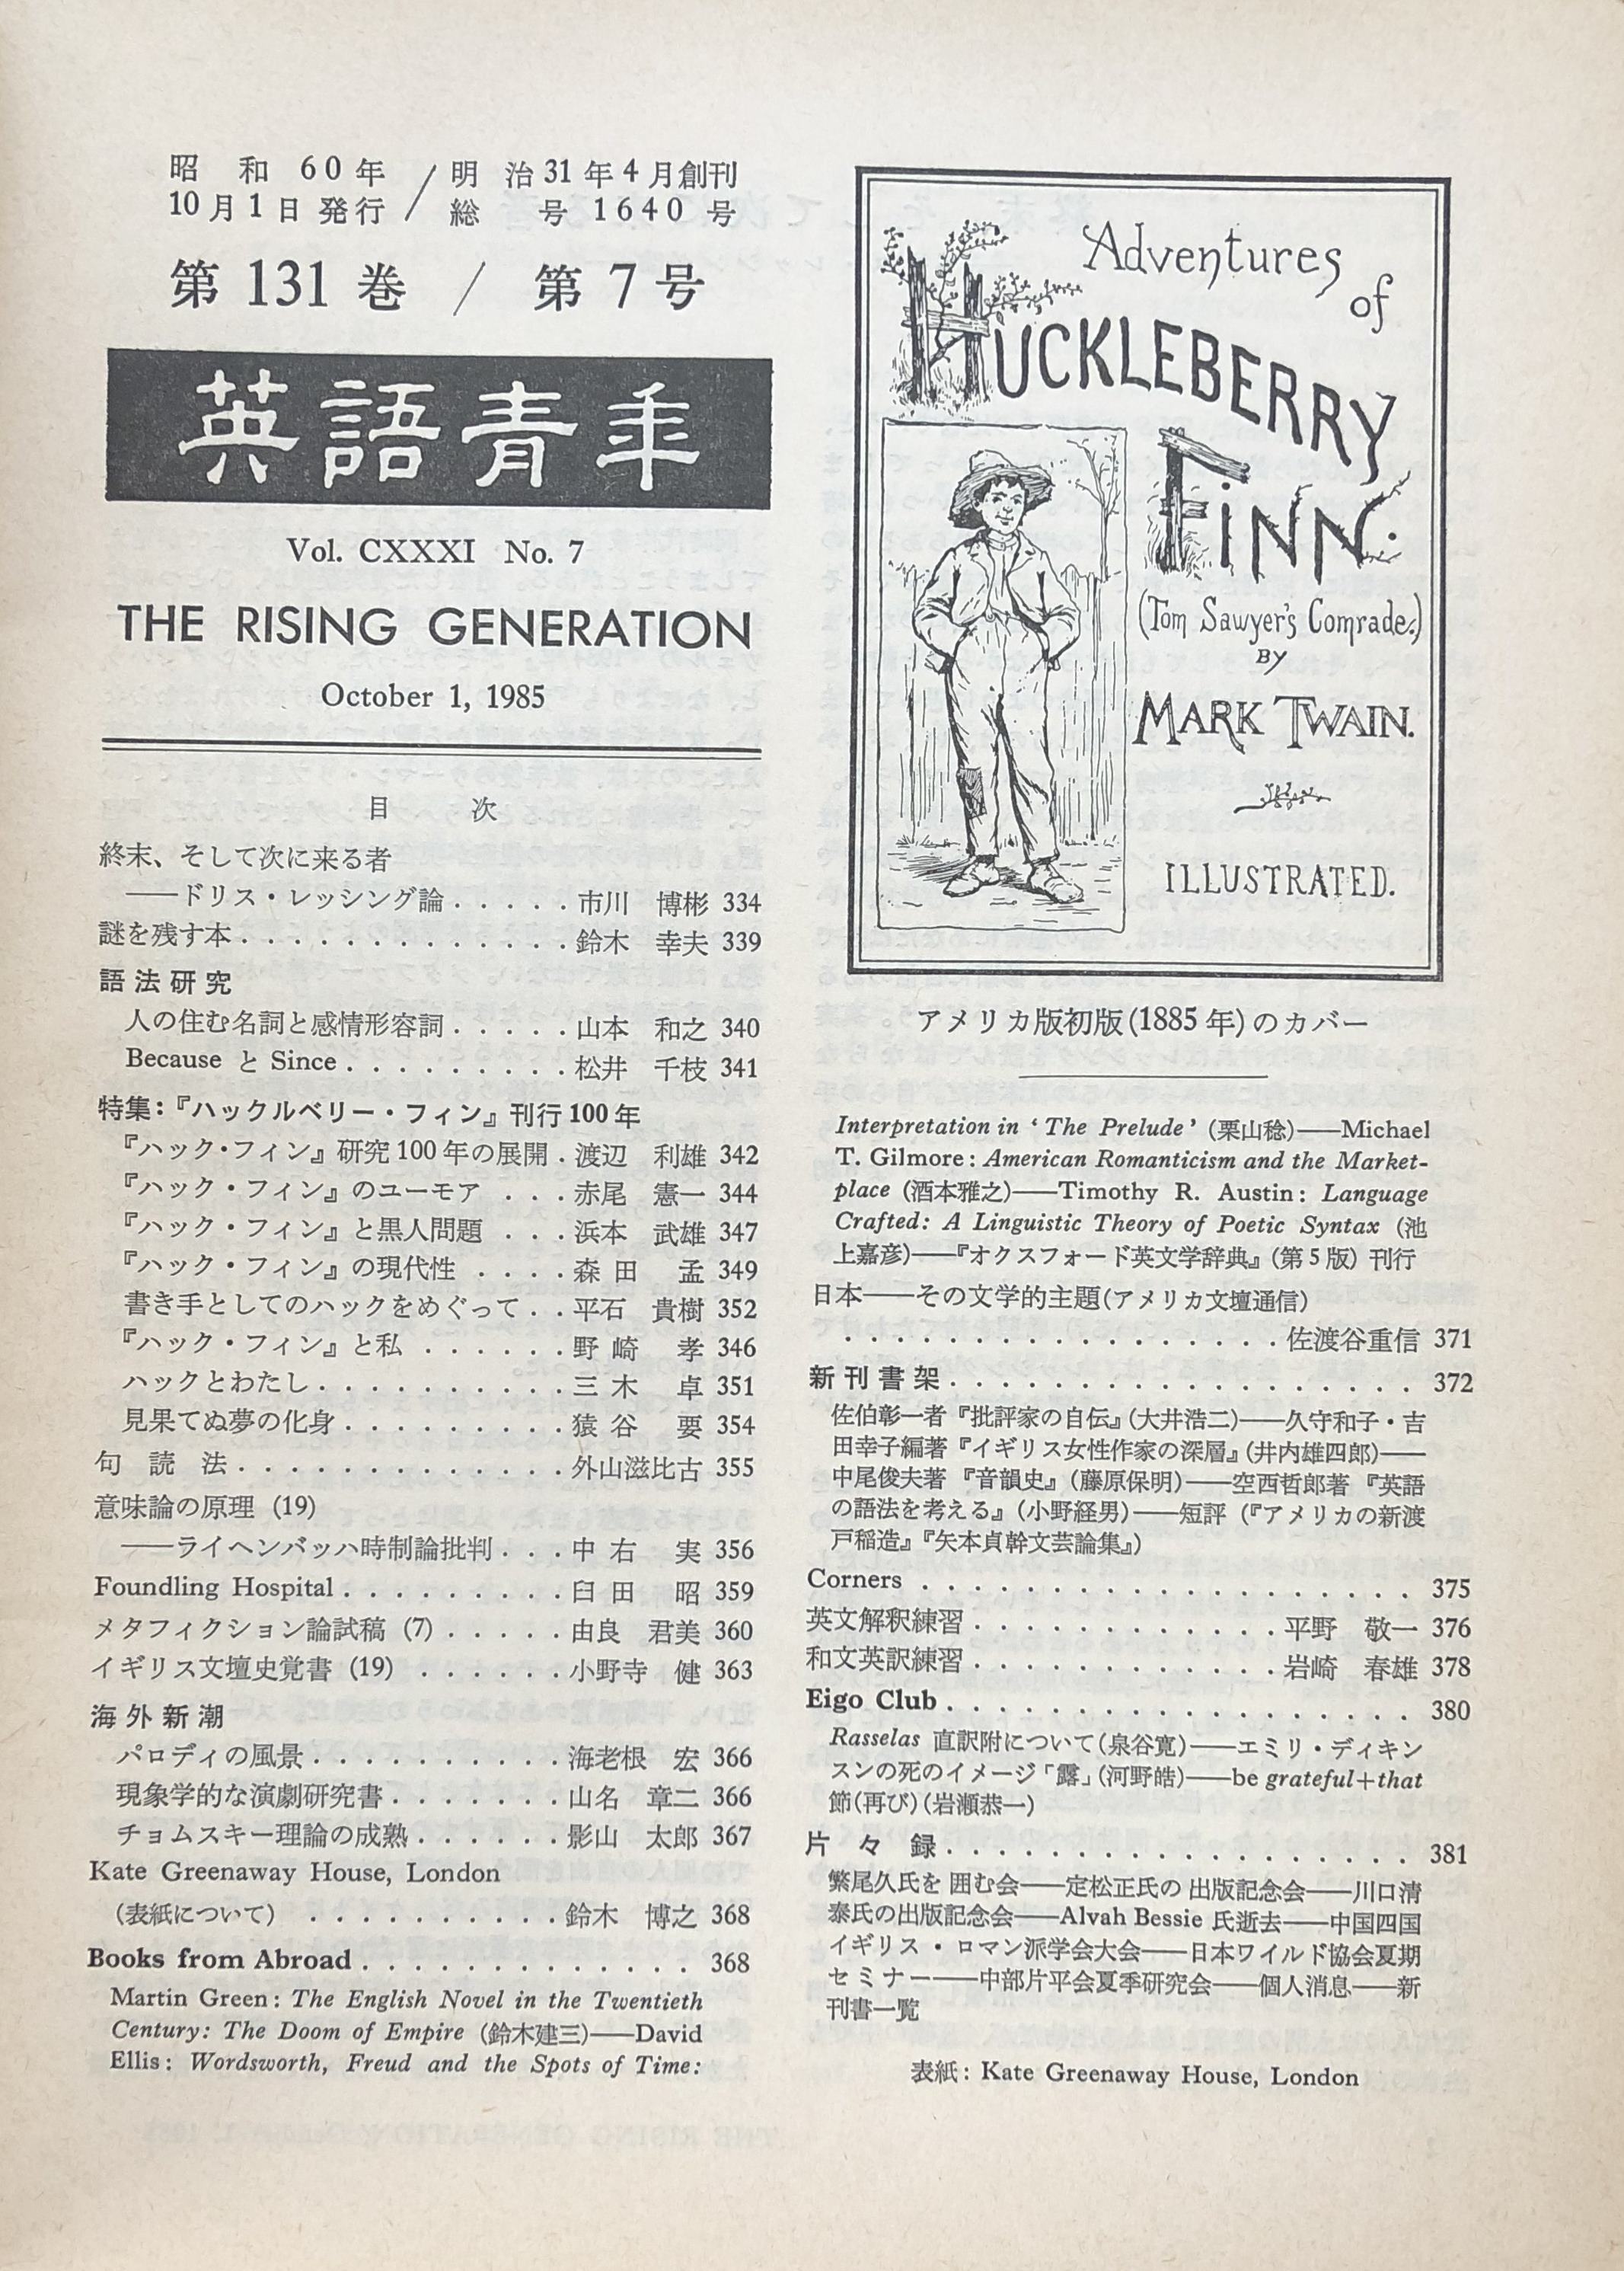 昭和60年
10月1日発行
明治31年4月創刊
総号1640号
第131巻 / 第7号
英語青年
Vol. CXXXI No. 7
THE RISING GENERATION
October 1, 1985
目次
終末、そして次に来る者
——ドリス・レッシング論.....市川 博彬 334
謎を残す本.............鈴木 幸夫 339
語法研究
人の住む名詞と感情形容詞.....山本 和之 340
Because と Since.........松井 千枝 341
特集:『ハックルベリー・フィン』刊行100年
『ハック・フィン』研究100年の展開.渡辺 利雄 342
『ハック・フィン』のユーモア ...赤尾 憲一 344
『ハック・フィン』と黒人問題 ...浜本 武雄 347
『ハック・フィン』の現代性 ....森田 孟 349
書き手としてのハックをめぐって..平石 貴樹 352
『ハック・フィン』と私 ......野崎 孝 346
ハックとわたし..........三木 卓 351
見果てぬ夢の化身.........猿谷 要 354
句読法.............外山滋比古 355
意味論の原理 (19)
——ライヘンバッハ時制論批判...中右 実 356
Foundling Hospital.........臼田 昭 359
メタフィクション論試稿 (7).....由良 君美 360
イギリス文壇史覚書 (19) ......小野寺 健 363
海外新潮
パロディの風景..........海老根 宏 366
現象学的な演劇研究書.......山名 章二 366
チョムスキー理論の成熟......影山 太郎 367
Kate Greenaway House, London
(表紙について) ..........鈴木 博之 368
Books from Abroad............. 368
Martin Green: The English Novel in the Twentieth
Century: The Doom of Empire (鈴木建三)——David
Ellis: Wordsworth, Freud and the Spots of Time:
Adventures
of
HUCKLEBERRY
FINN.
(Tom Sawyer's Comrade.)
BY
MARK TWAIN.
ILLUSTRATED.
アメリカ版初版(1885年)のカバー
Interpretation in ‘The Prelude’ (栗山稔)——Michael
T. Gilmore: American Romanticism and the Market-
place (酒本雅之)——Timothy R. Austin: Language
Crafted: A Linguistic Theory of Poetic Syntax (池
上嘉彦)——『オクスフォード英文学辞典』(第5版) 刊行
日本——その文学的主題(アメリカ文壇通信)
.................佐渡谷重信 371
新刊書架.................. 372
佐伯彰一者『批評家の自伝』(大井浩二)——久守和子・吉
田幸子編著『イギリス女性作家の深層』(井内雄四郎)——
中尾俊夫著『音韻史』(藤原保明)——空西哲郎著『英語
の語法を考える』(小野経男)——短評(『アメリカの新渡
戸稲造』『矢本貞幹文芸論集』)
Corners ................... 375
英文解釈練習............平野 敬一 376
和文英訳練習............岩崎 春雄 378
Eigo Club.................. 380
Rasselas 直訳附について(泉谷寛)——エミリ・ディキン
スンの死のイメージ「露」(河野皓)——be grateful+that
節(再び)(岩瀬恭一)
片々録.................. 381
繁尾久氏を囲む会——定松正氏の出版記念会——川口清
泰氏の出版記念会——Alvah Bessie 氏逝去——中国四国
イギリス・ロマン派学会大会——日本ワイルド協会夏期
セミナー——中部片平会夏季研究会——個人消息——新
刊書一覧
表紙: Kate Greenaway House, London